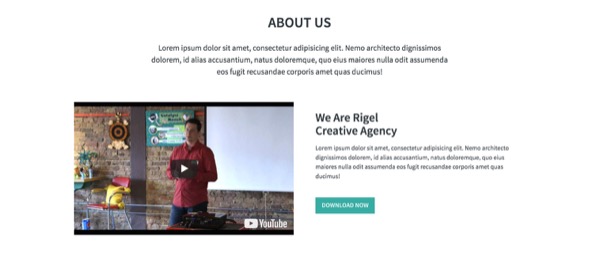 ABOUT US
Lorem ipsum dolor sit amet, consectetur adipisicing elit. Nemo architecto dignissimos
dolorem, id alias accusantium, natus doloremque, quo eius maiores nulla odit assumenda
eos fugit recusandae corporis amet quas ducimus!
We Are Rigel
Creative Agency
Lorem ipsum dolor sit amet, consectetur adipisicing elit. Nemo architecto
dignissimos dolorem, id alias accusantium, natus doloremque, quo eius
maiores nulla odit assumenda eos fugit recusandae corporis amet quas
ducimus!
DOWNLOAD NOW
YouTube